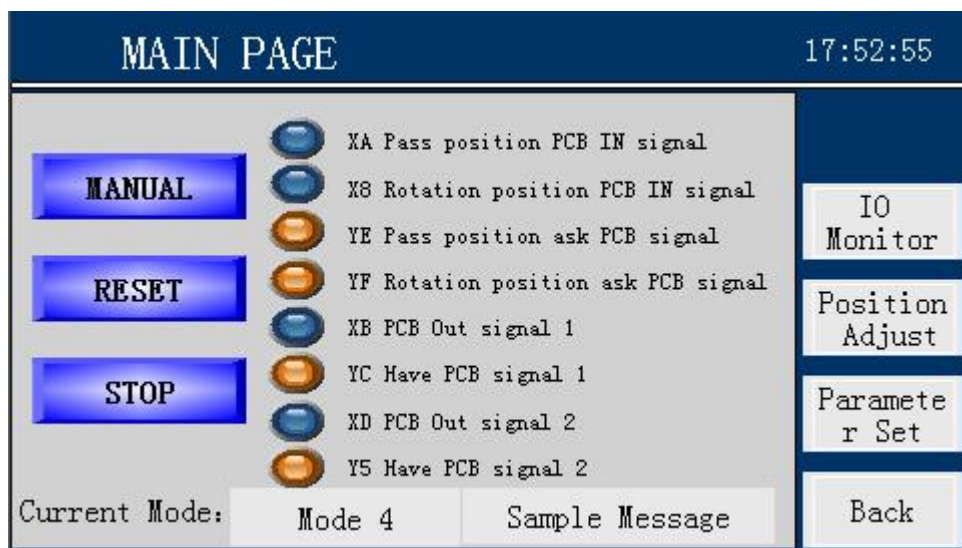 MAIN PAGE
17:52:55
MANUAL
RESET
STOP
XA Pass position PCB IN signal
X8 Rotation position PCB IN signal
YE Pass position ask PCB signal
YF Rotation position ask PCB signal
XB PCB Out signal 1
YC Have PCB signal 1
XD PCB Out signal 2
Y5 Have PCB signal 2
Current Mode:
Mode 4
Sample Message
IO
Monitor
Position
Adjust
Paramete
r Set
Back